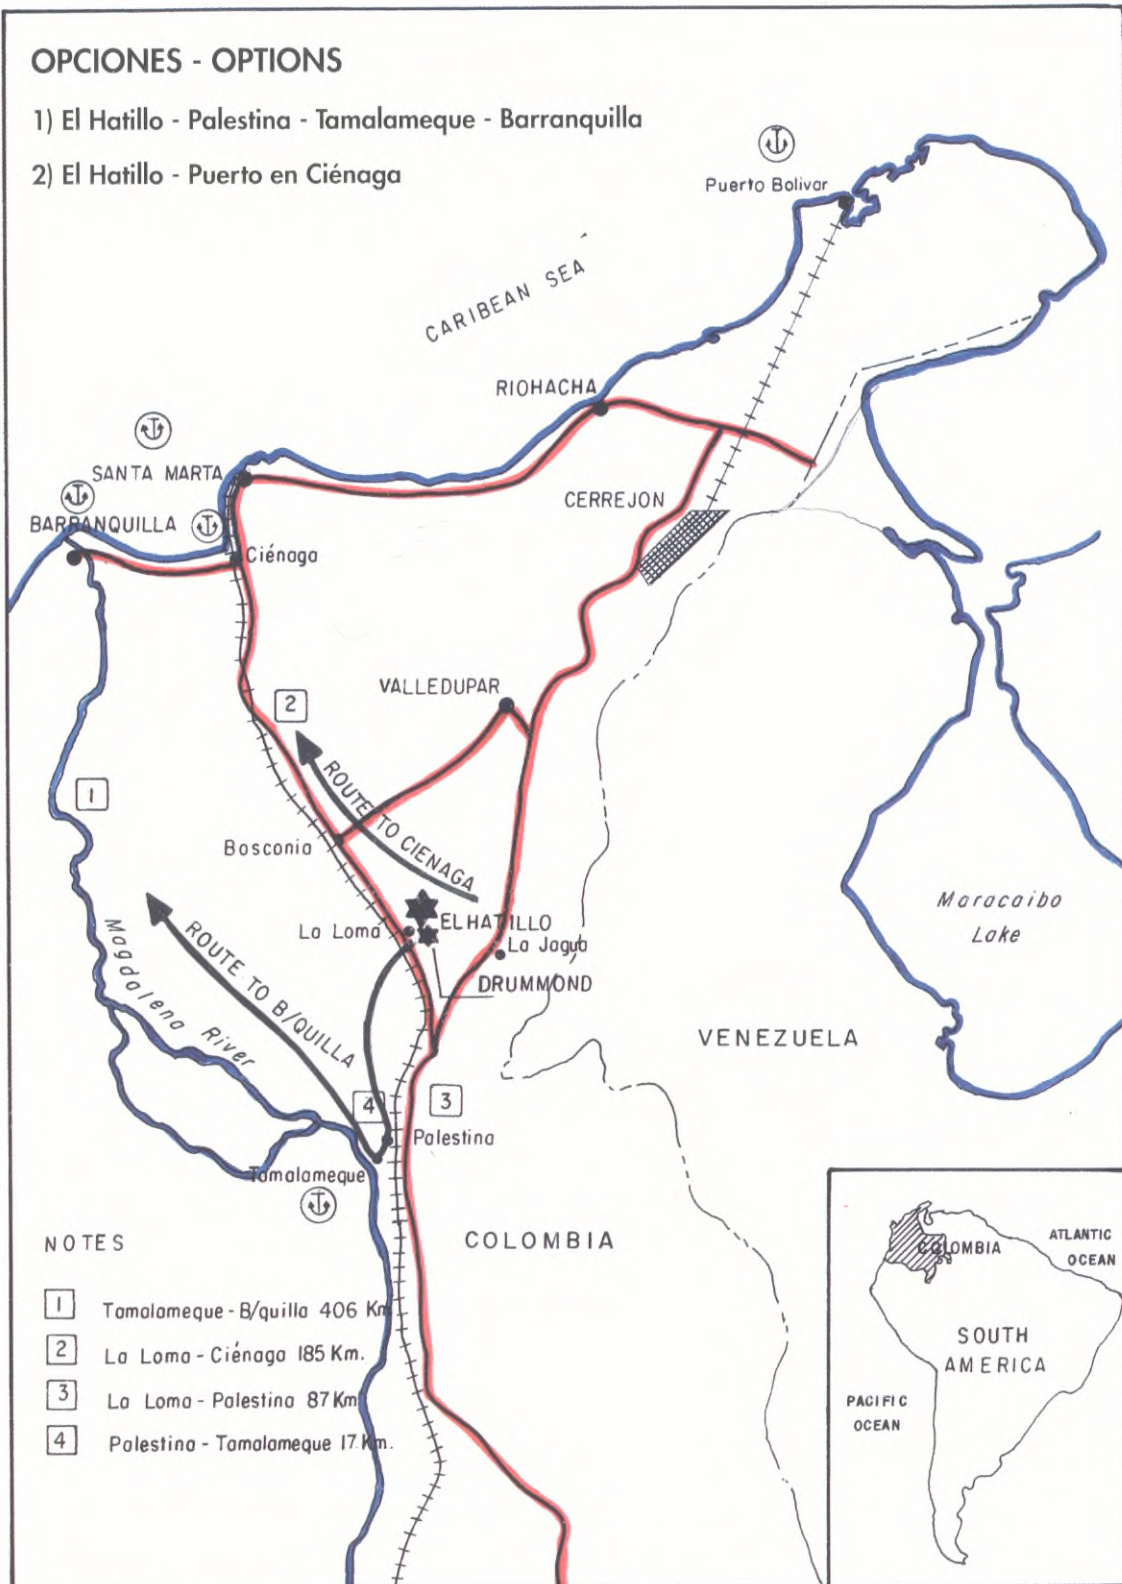 OPCIONES - OPTIONS
1) El Hatillo - Palestina - Tamalameque - Barranquilla
2) El Hatillo - Puerto en Ciénaga
Puerto Bolivar
CARIBEAN SEA
RIOHACHA
SANTA MARTA
CERREJON
BARRANQUILLA
Ciénaga
VALLEDUPAR
2
1
ROUTE TO CIENAGA
Bosconia
Maracaibo
Lake
La Loma
EL HATILLO
La Jagua
DRUMMOND
Magdalena River
ROUTE TO B/QUILLA
VENEZUELA
4
3
Palestina
Tamalameque
COLOMBIA
NOTES
1 Tamalameque - B/quilla 406 Km
2 La Loma - Ciénaga 185 Km.
3 La Loma - Palestina 87 Km
4 Palestina - Tamalameque 17 Km.
ATLANTIC
OCEAN
COLOMBIA
SOUTH
AMERICA
PACIFIC
OCEAN